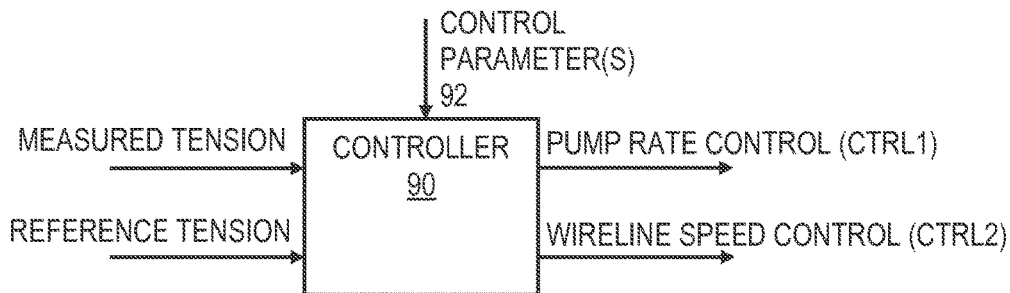 CONTROL
PARAMETER(S)
92
MEASURED TENSION
CONTROLLER
90
PUMP RATE CONTROL (CTRL1)
REFERENCE TENSION
WIRELINE SPEED CONTROL (CTRL2)